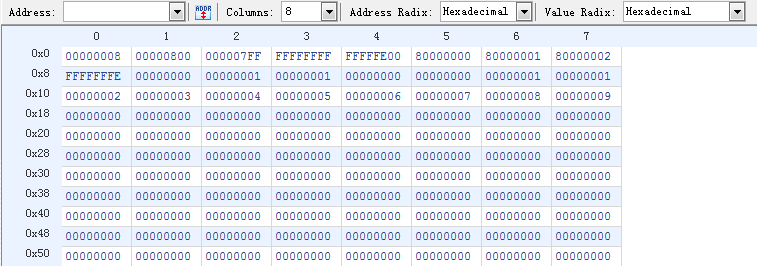 Address: ADDR Columns: 8 Address Radix: Hexadecimal Value Radix: Hexadecimal
0 1 2 3 4 5 6 7
0x0 00000008 00000800 000007FF FFFFFFFF FFFFFE00 80000000 80000001 80000002
0x8 FFFFFFFE 00000000 00000001 00000001 00000000 00000000 00000001 00000001
0x10 00000002 00000003 00000004 00000005 00000006 00000007 00000008 00000009
0x18 00000000 00000000 00000000 00000000 00000000 00000000 00000000 00000000
0x20 00000000 00000000 00000000 00000000 00000000 00000000 00000000 00000000
0x28 00000000 00000000 00000000 00000000 00000000 00000000 00000000 00000000
0x30 00000000 00000000 00000000 00000000 00000000 00000000 00000000 00000000
0x38 00000000 00000000 00000000 00000000 00000000 00000000 00000000 00000000
0x40 00000000 00000000 00000000 00000000 00000000 00000000 00000000 00000000
0x48 00000000 00000000 00000000 00000000 00000000 00000000 00000000 00000000
0x50 00000000 00000000 00000000 00000000 00000000 00000000 00000000 00000000